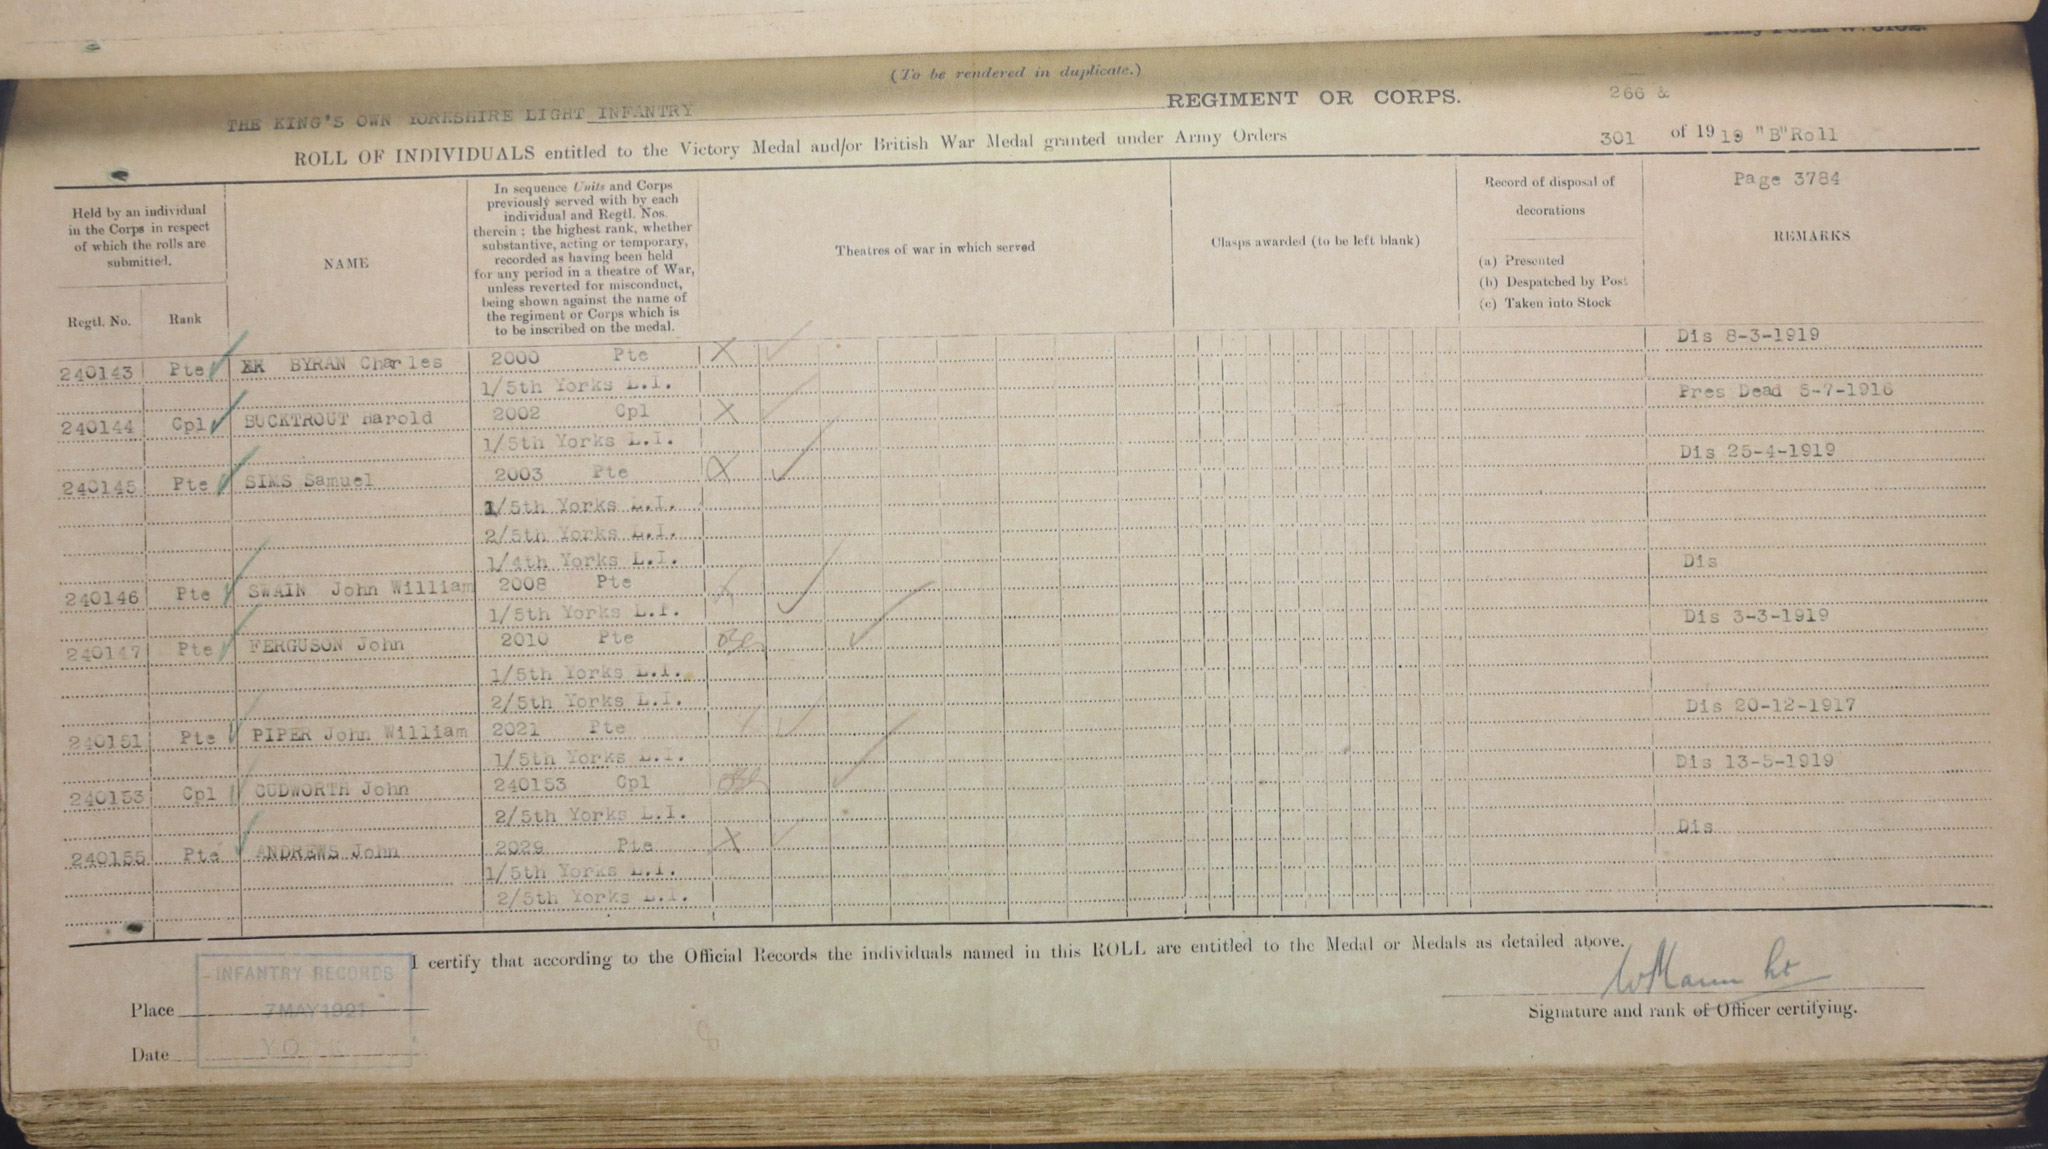 (To be rendered in duplicate.)
THE KING'S OWN YORKSHIRE LIGHT INFANTRY REGIMENT OR CORPS. 266 &
ROLL OF INDIVIDUALS entitled to the Victory Medal and/or British War Medal granted under Army Orders 301 of 1919 "B"Roll
Page 3784
Held by an individual in the Corps in respect of which the rolls are submitted.
Regtl. No. Rank
NAME
In sequence Units and Corps
previously served with by each
individual and Regtl. Nos.
therein : the highest rank, whether
substantive, acting or temporary,
recorded as having been held
for any period in a theatre of War,
unless reverted for misconduct,
being shown against the name of
the regiment or Corps which is
to be inscribed on the medal.
Theatres of war in which served
Clasps awarded (to be left blank)
Record of disposal of
decorations
(a) Presented
(b) Despatched by Post
(c) Taken into Stock
REMARKS
240143 Pte BYRAN Charles 2000 Pte Dis 8-3-1919
1/5th Yorks L.I.
240144 Cpl BUCKTROUT Harold 2002 Cpl Pres Dead 5-7-1916
1/5th Yorks L.I.
240145 Pte SIMS Samuel 2003 Pte Dis 25-4-1919
1/5th Yorks L.I.
2/5th Yorks L.I.
1/4th Yorks L.I.
240146 Pte SWAIN John William 2008 Pte Dis
1/5th Yorks L.I.
240147 Pte FERGUSON John 2010 Pte Dis 3-3-1919
1/5th Yorks L.I.
2/5th Yorks L.I.
240151 Pte PIPER John William 2021 Pte Dis 20-12-1917
1/5th Yorks L.I.
240153 Cpl CUDWORTH John 240153 Cpl Dis 13-5-1919
2/5th Yorks L.I.
240155 Pte ANDREWS John 2029 Pte Dis
1/5th Yorks L.I.
2/5th Yorks L.I.
I certify that according to the Official Records the individuals named in this ROLL are entitled to the Medal or Medals as detailed above.
INFANTRY RECORDS
Place 7 MAY 1921
Signature and rank of Officer certifying.
Date